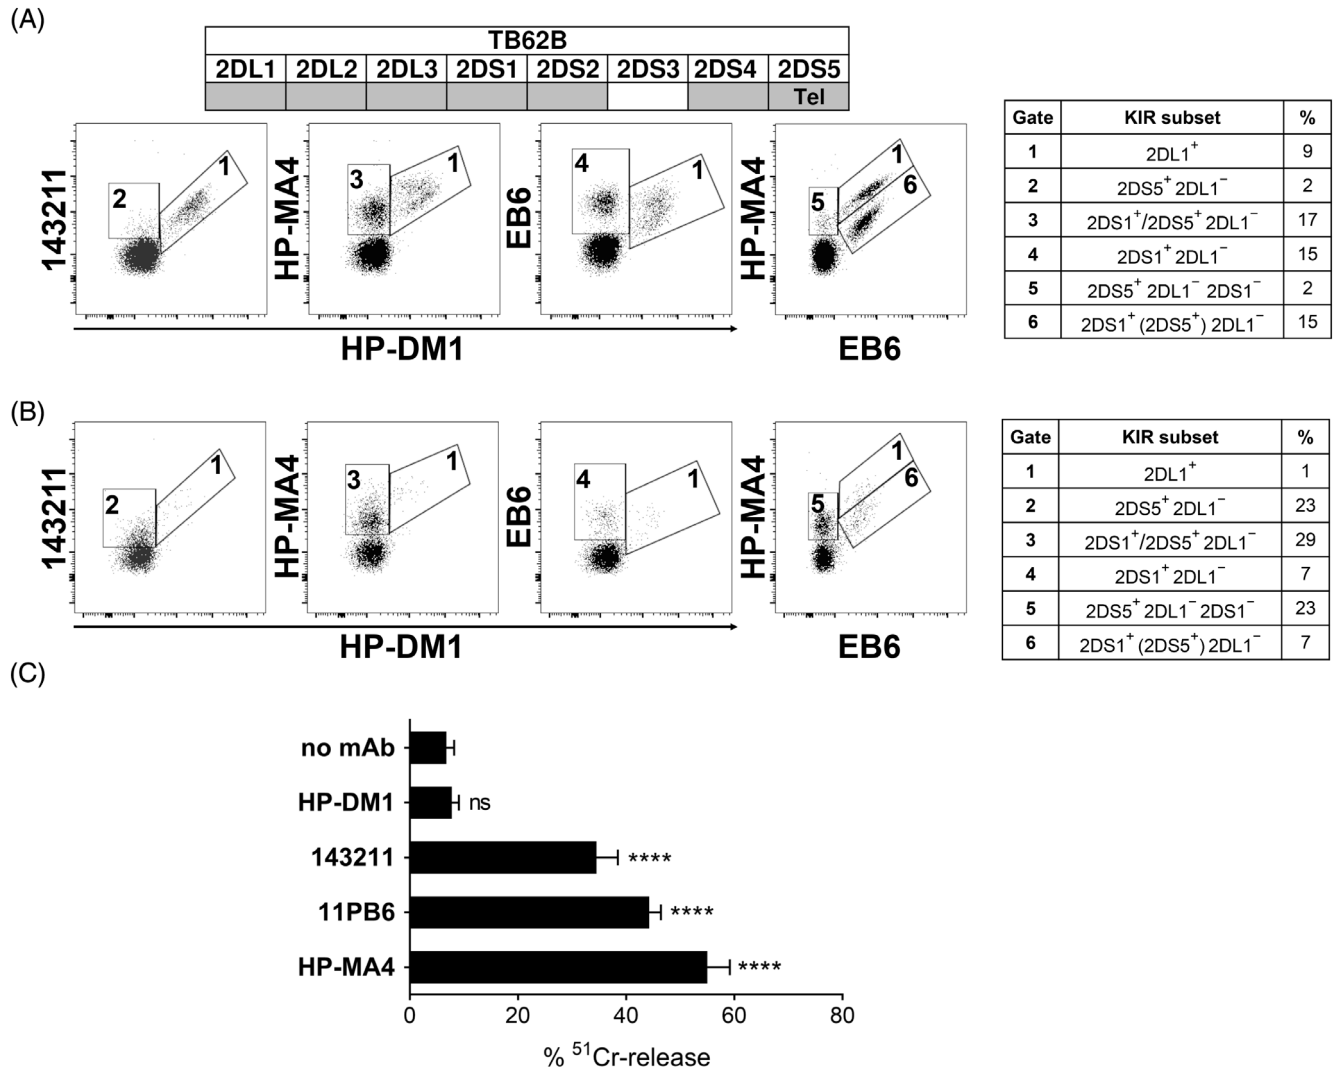 (A)
TB62B
2DL1 2DL2 2DL3 2DS1 2DS2 2DS3 2DS4 2DS5
Tel
143211
2
1
HP-MA4
3
1
EB6
4
1
HP-MA4
5
1
6
HP-DM1
EB6
Gate KIR subset %
1 2DL1⁺ 9
2 2DS5⁺ 2DL1⁻ 2
3 2DS1⁺/2DS5⁺ 2DL1⁻ 17
4 2DS1⁺ 2DL1⁻ 15
5 2DS5⁺ 2DL1⁻ 2DS1⁻ 2
6 2DS1⁺ (2DS5⁺) 2DL1⁻ 15
(B)
143211
2
1
HP-MA4
3
1
EB6
4
1
HP-MA4
5
1
6
HP-DM1
EB6
Gate KIR subset %
1 2DL1⁺ 1
2 2DS5⁺ 2DL1⁻ 23
3 2DS1⁺/2DS5⁺ 2DL1⁻ 29
4 2DS1⁺ 2DL1⁻ 7
5 2DS5⁺ 2DL1⁻ 2DS1⁻ 23
6 2DS1⁺ (2DS5⁺) 2DL1⁻ 7
(C)
no mAb
HP-DM1 ns
143211 ****
11PB6 ****
HP-MA4 ****
0 20 40 60 80
% ⁵¹Cr-release